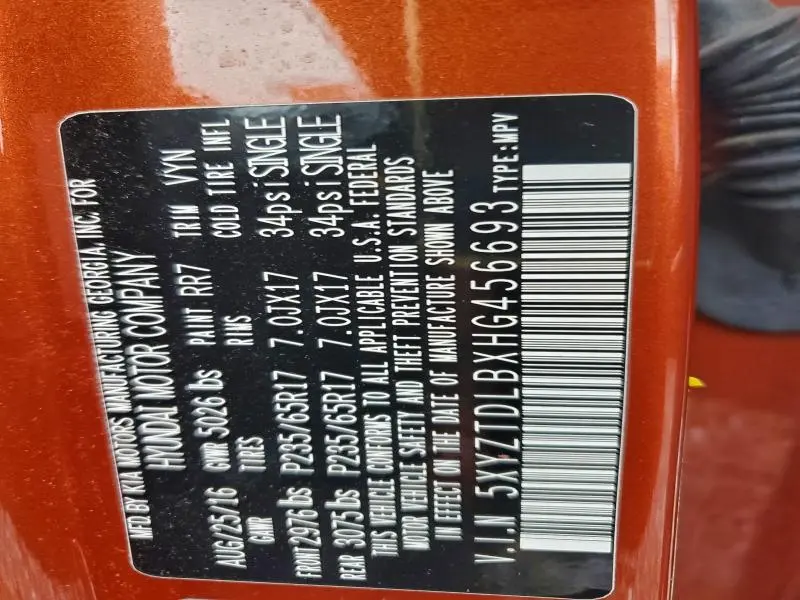 MFD BY KIA MOTORS MANUFACTURING GEORGIA, INC. FOR
HYUNDAI MOTOR COMPANY
AUG/25/16 GVWR 5026 lbs PAINT RR7 TRIM VYN
GAWR TIRES RIMS COLD TIRE INFL
FRONT 2976 lbs P235/65R17 7.0JX17 34psi SINGLE
REAR 3075 lbs P235/65R17 7.0JX17 34psi SINGLE
THIS VEHICLE CONFORMS TO ALL APPLICABLE U.S.A. FEDERAL
MOTOR VEHICLE SAFETY AND THEFT PREVENTION STANDARDS
IN EFFECT ON THE DATE OF MANUFACTURE SHOWN ABOVE
V.I.N 5XYZTDLBXHG456693 TYPE:MPV